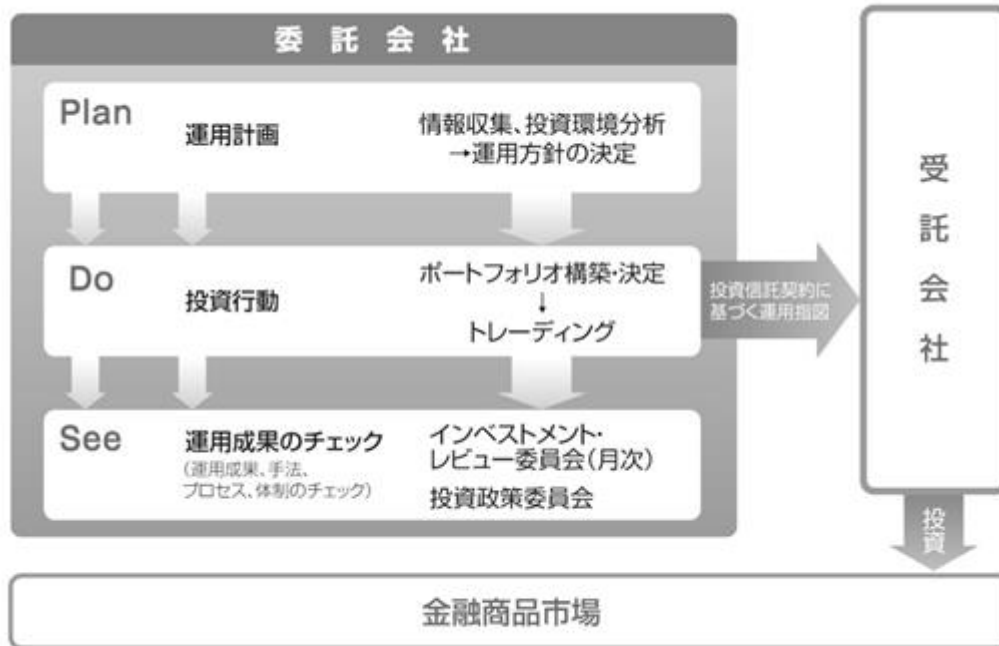 委託会社
Plan
運用計画
情報収集、投資環境分析
→運用方針の決定
Do
投資行動
ポートフォリオ構築・決定
↓
トレーディング
See
運用成果のチェック
(運用成果、手法、
プロセス、体制のチェック)
インベストメント・
レビュー委員会(月次)
投資政策委員会
投資信託契約に
基づく運用指図
受託会社
投資
金融商品市場